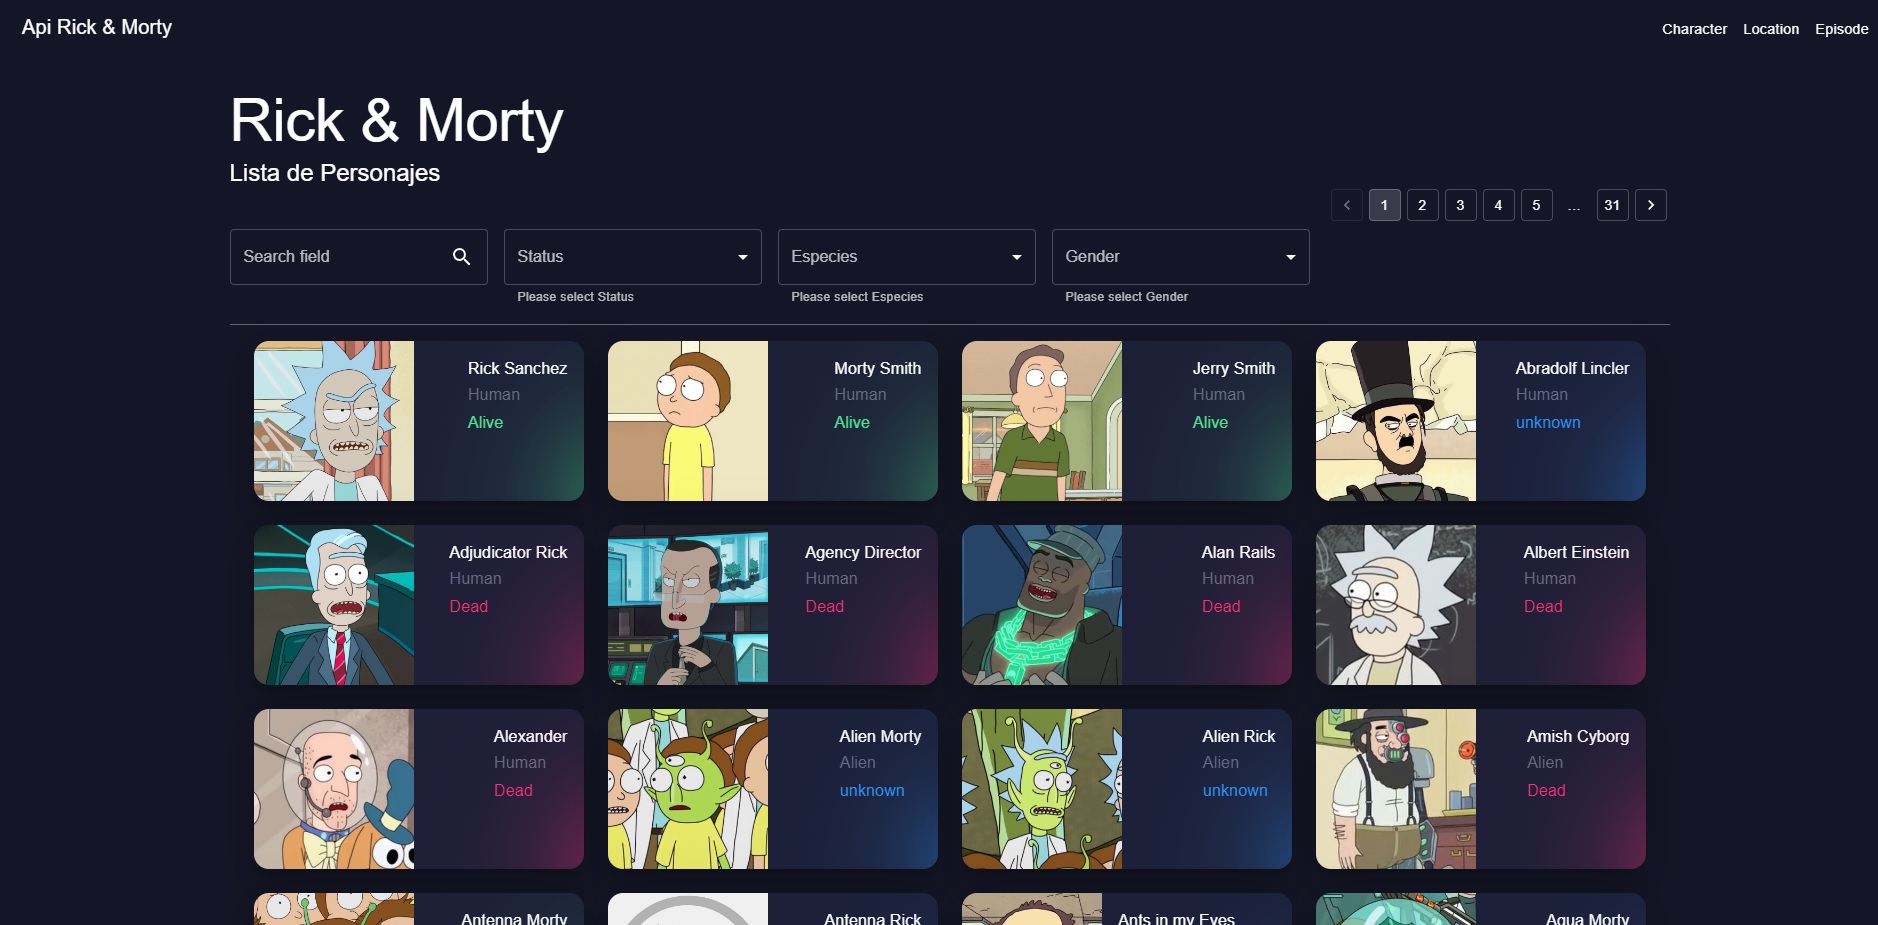 Api Rick & Morty
Character Location Episode
Rick & Morty
Lista de Personajes
1 2 3 4 5 ... 31
Search field
Status
Especies
Gender
Please select Status
Please select Especies
Please select Gender
Rick Sanchez
Human
Alive
Morty Smith
Human
Alive
Jerry Smith
Human
Alive
Abradolf Lincler
Human
unknown
Adjudicator Rick
Human
Dead
Agency Director
Human
Dead
Alan Rails
Human
Dead
Albert Einstein
Human
Dead
Alexander
Human
Dead
Alien Morty
Alien
unknown
Alien Rick
Alien
unknown
Amish Cyborg
Alien
Dead
Antenna Morty
Antenna Rick
Ants in my Eyes
Aqua Morty